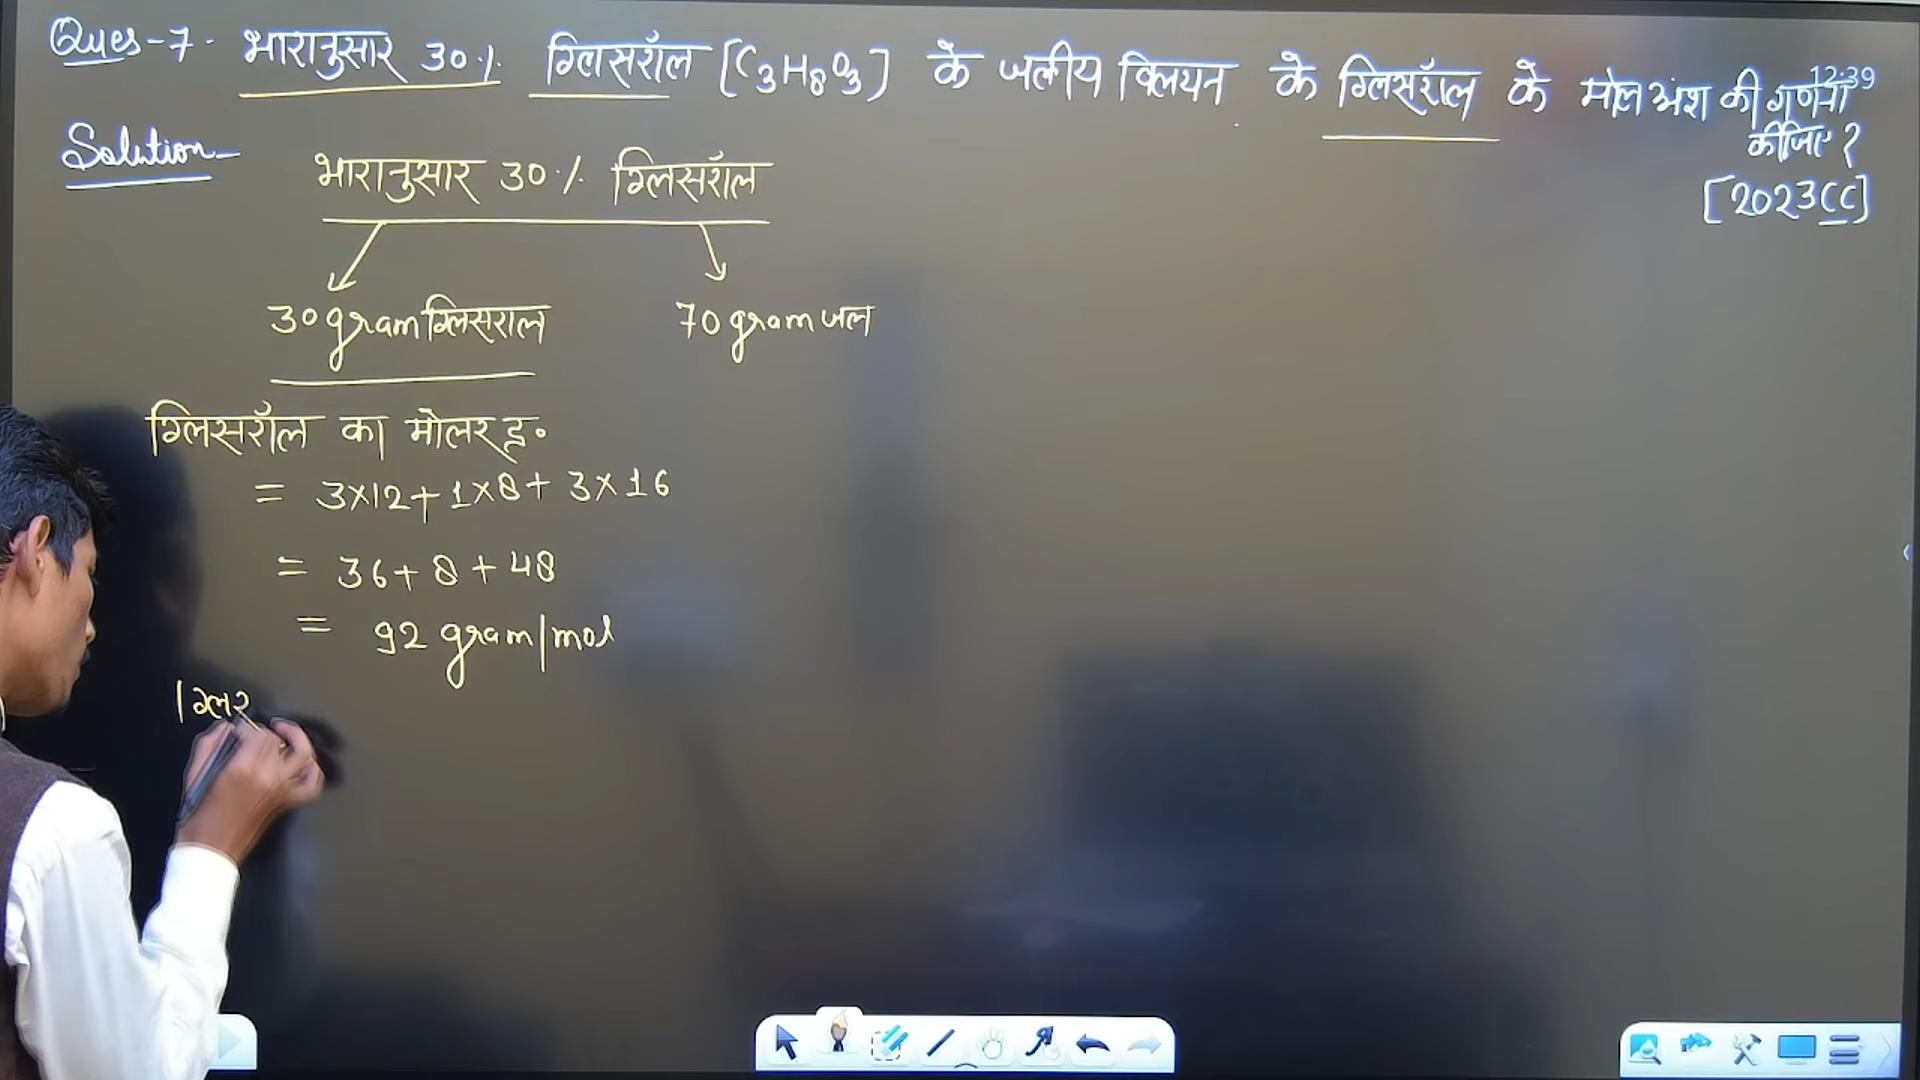 Ques-7. भारानुसार 30% ग्लिसरॉल [C₃H₈O₃] के जलीय विलयन के ग्लिसरॉल के मोल अंश की गणना
12:39
कीजिए?
[2023CC]
Solution-
भारानुसार 30% ग्लिसरॉल
30 gram ग्लिसराल 70 gram जल
ग्लिसरॉल का मोलर द्र०
= 3×12+1×8+3×16
= 36+8+48
= 92 gram/mol